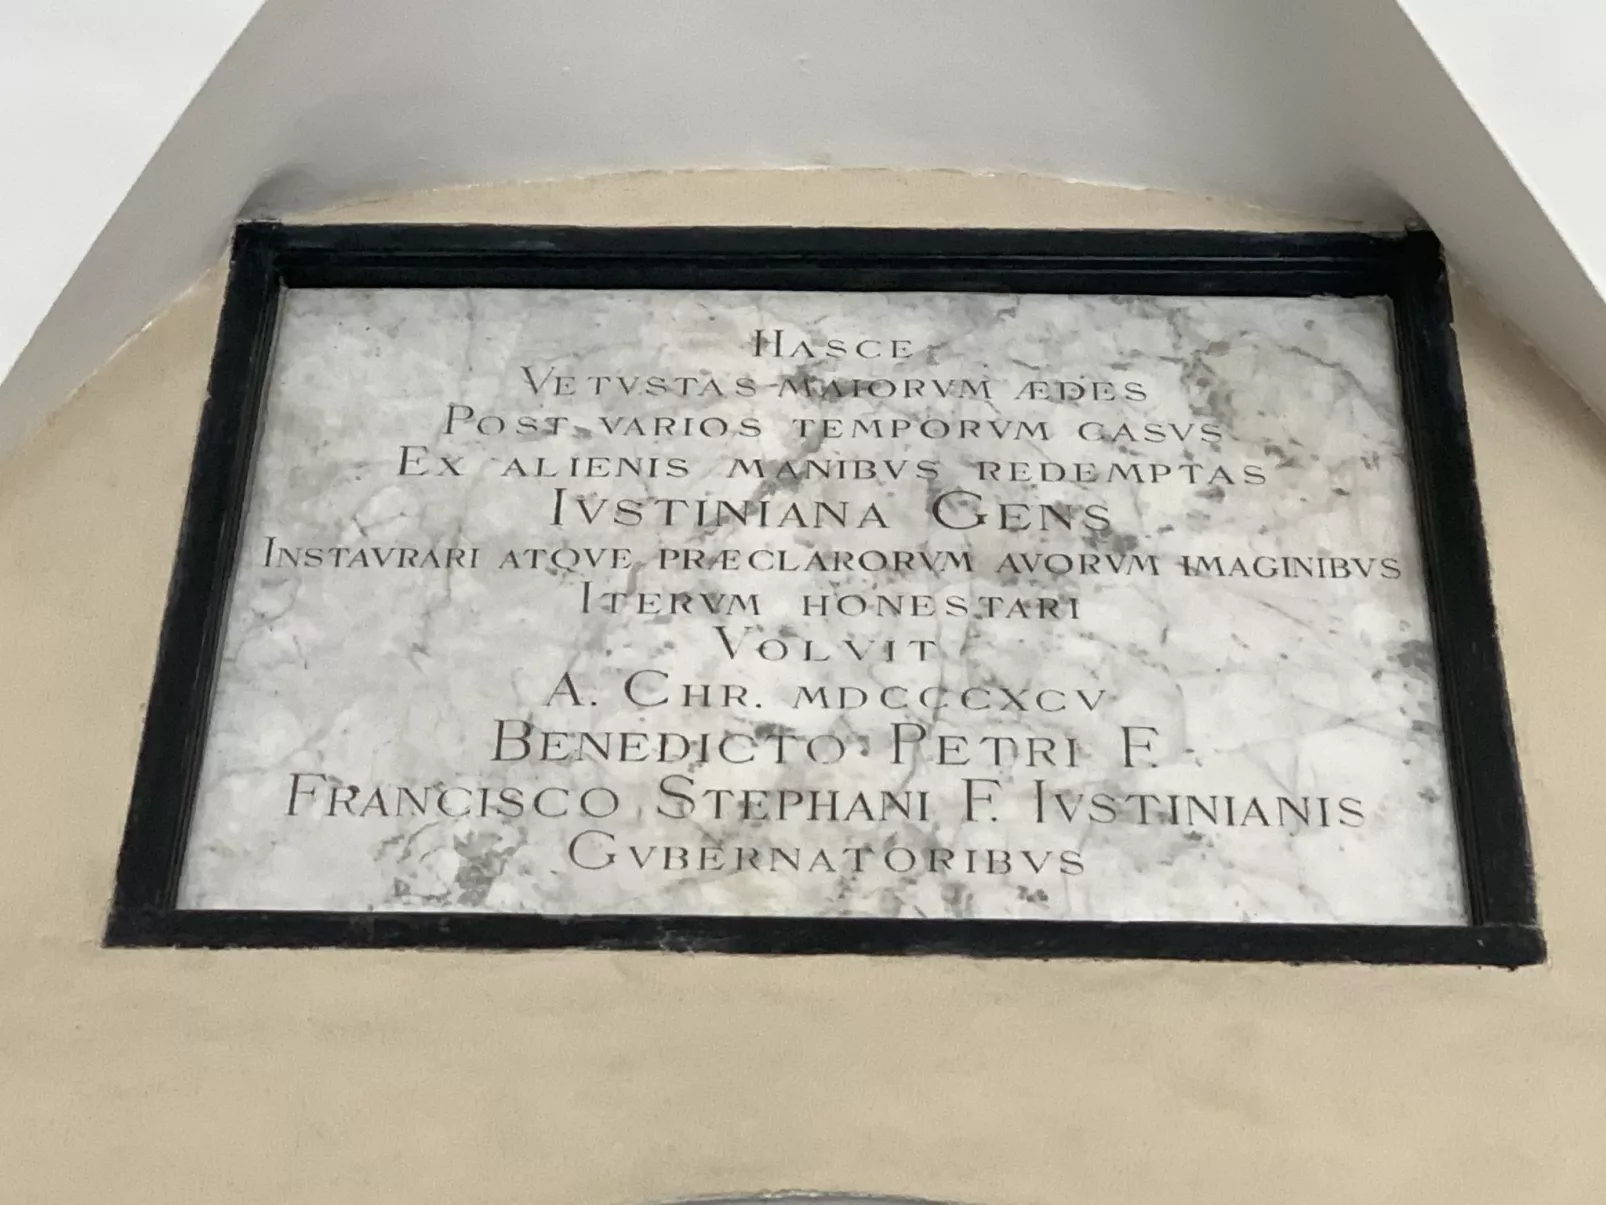 HASCE
VETVSTAS MAIORVM ÆDES
POST VARIOS TEMPORVM CASVS
EX ALIENIS MANIBVS REDEMPTAS
IVSTINIANA GENS
INSTAVRARI ATQVE PRÆCLARORVM AVORVM IMAGINIBVS
ITERVM HONESTARI
VOLVIT
A. CHR. MDCCCXCV
BENEDICTO PETRI F.
FRANCISCO STEPHANI F. IVSTINIANIS
GVBERNATORIBVS